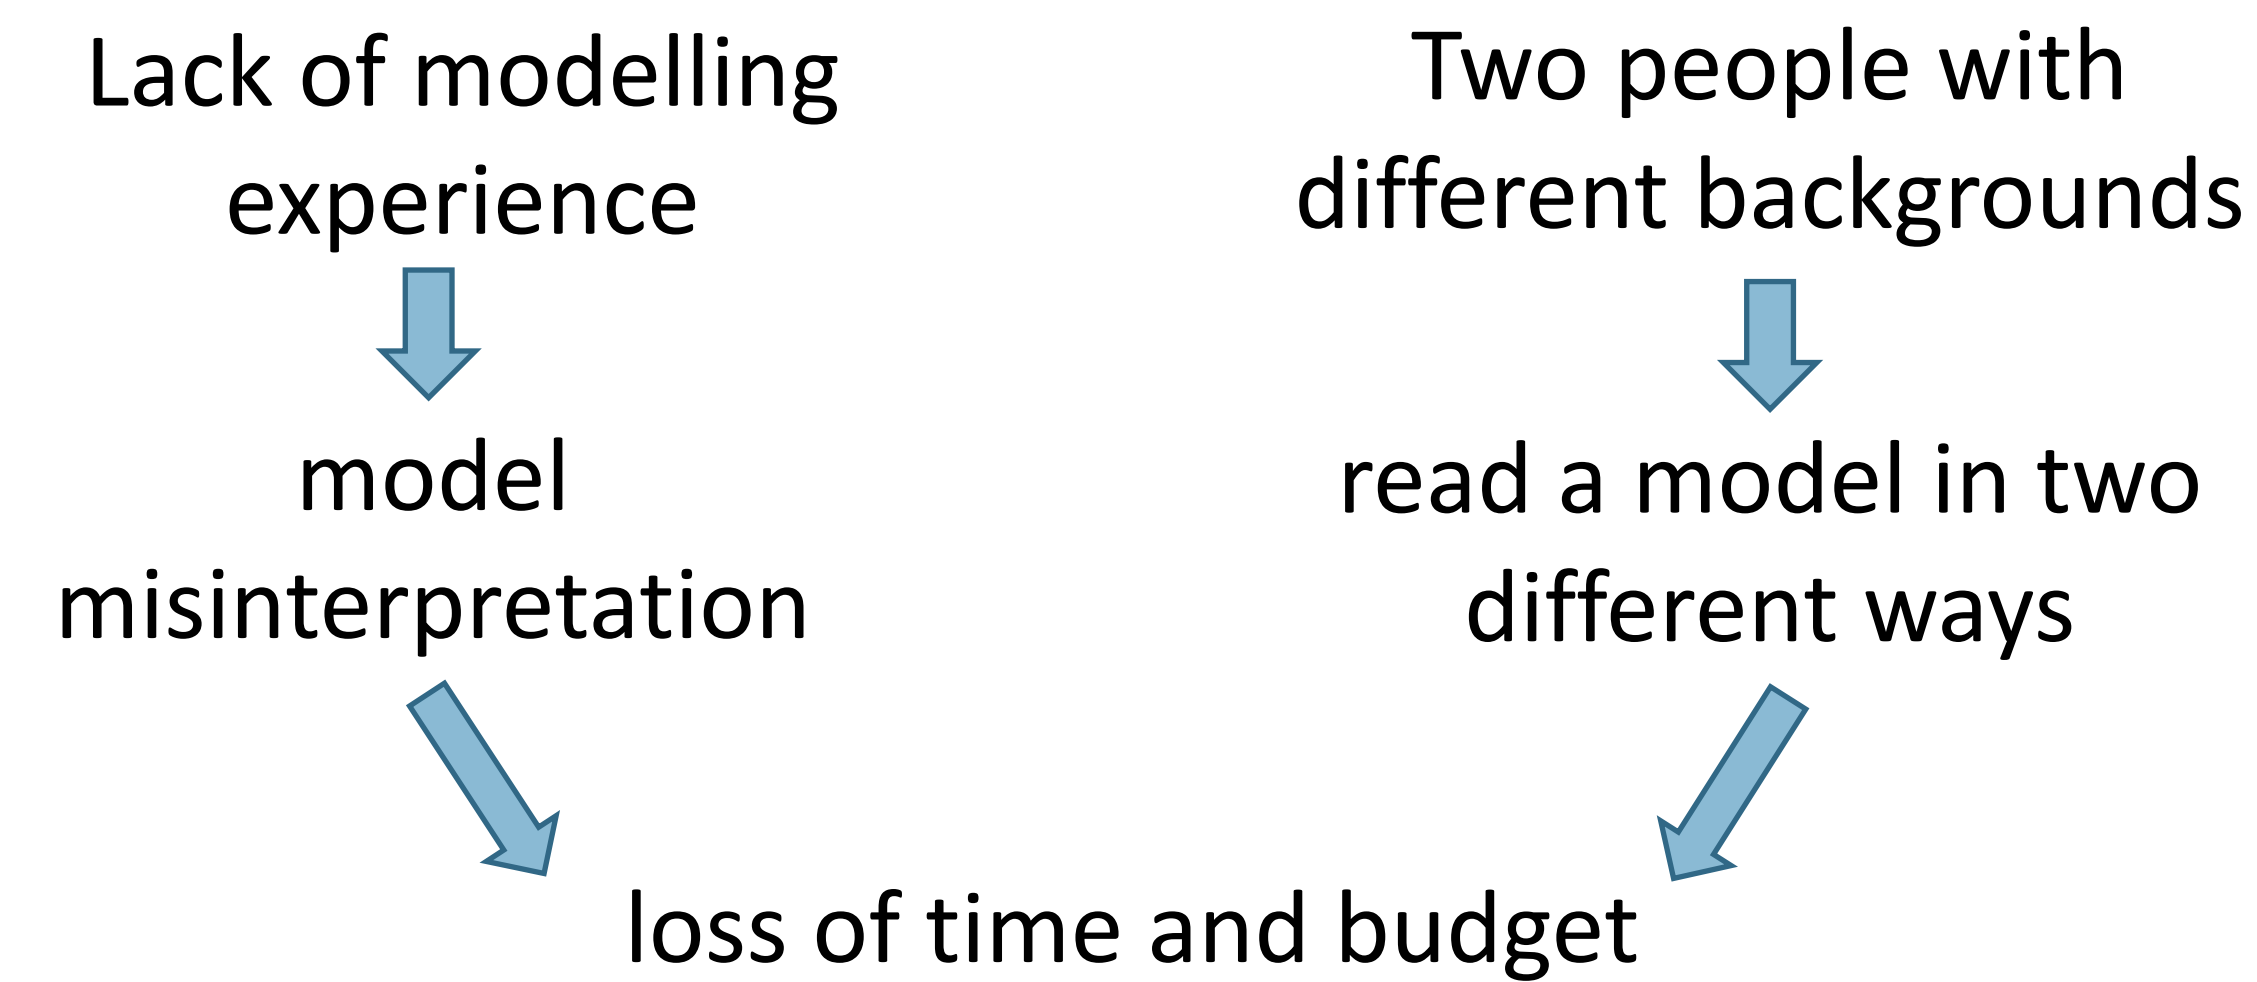 Lack of modelling
experience
model
misinterpretation
Two people with
different backgrounds
read a model in two
different ways
loss of time and budget